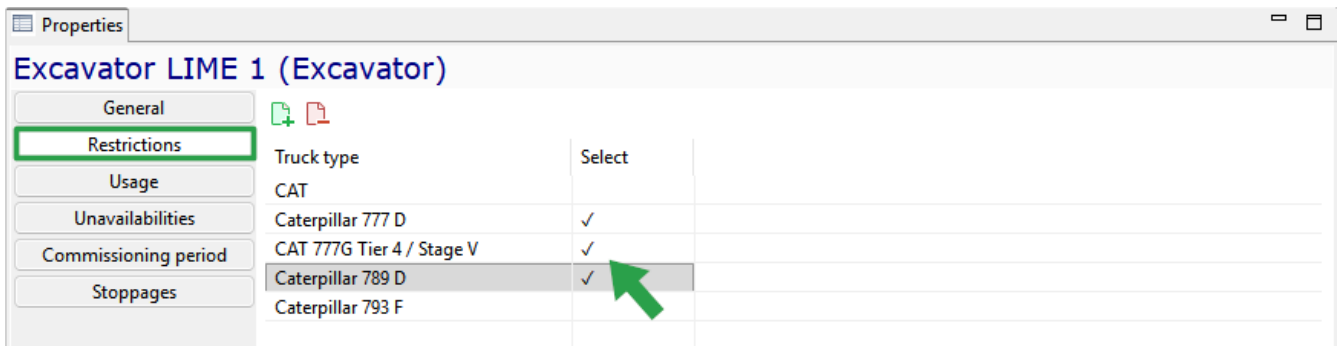 Properties
Excavator LIME 1 (Excavator)
General
Restrictions
Usage
Unavailabilities
Commissioning period
Stoppages
Truck type Select
CAT
Caterpillar 777 D ✓
CAT 777G Tier 4 / Stage V ✓
Caterpillar 789 D ✓
Caterpillar 793 F